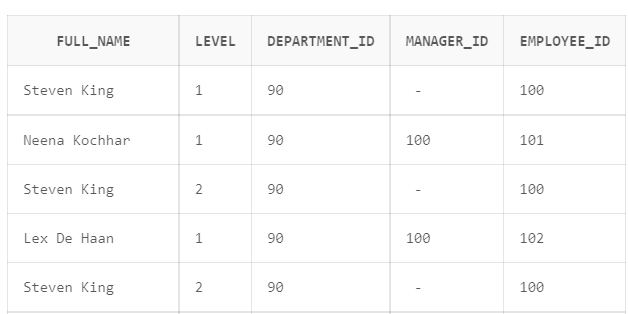 FULL_NAME LEVEL DEPARTMENT_ID MANAGER_ID EMPLOYEE_ID
Steven King 1 90 - 100
Neena Kochhar 1 90 100 101
Steven King 2 90 - 100
Lex De Haan 1 90 100 102
Steven King 2 90 - 100